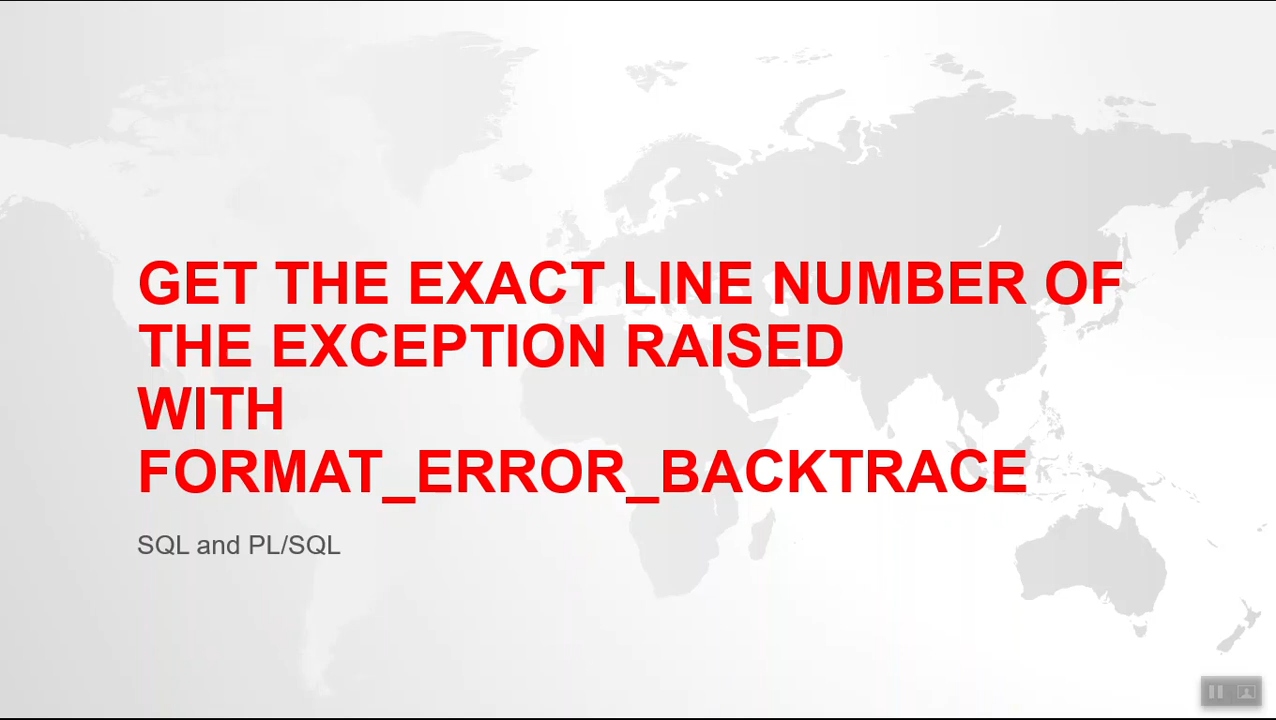 GET THE EXACT LINE NUMBER OF
THE EXCEPTION RAISED
WITH
FORMAT_ERROR_BACKTRACE
SQL and PL/SQL